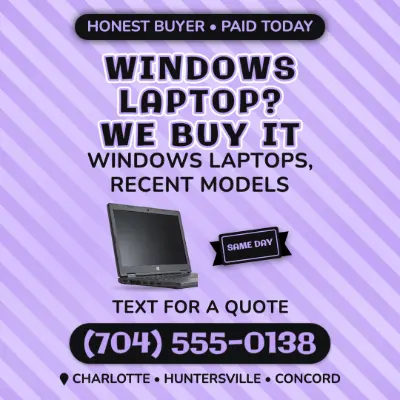 HONEST BUYER • PAID TODAY
WINDOWS
LAPTOP?
WE BUY IT
WINDOWS LAPTOPS,
RECENT MODELS
SAME DAY
TEXT FOR A QUOTE
(704) 555-0138
CHARLOTTE • HUNTERSVILLE • CONCORD